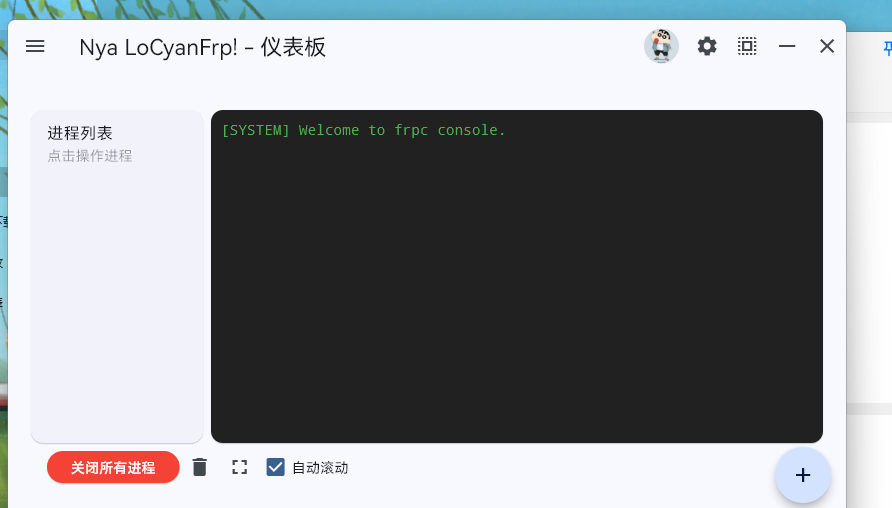 Nya LoCyanFrp! - 仪表板
进程列表
点击操作进程
[SYSTEM] Welcome to frpc console.
关闭所有进程
自动滚动